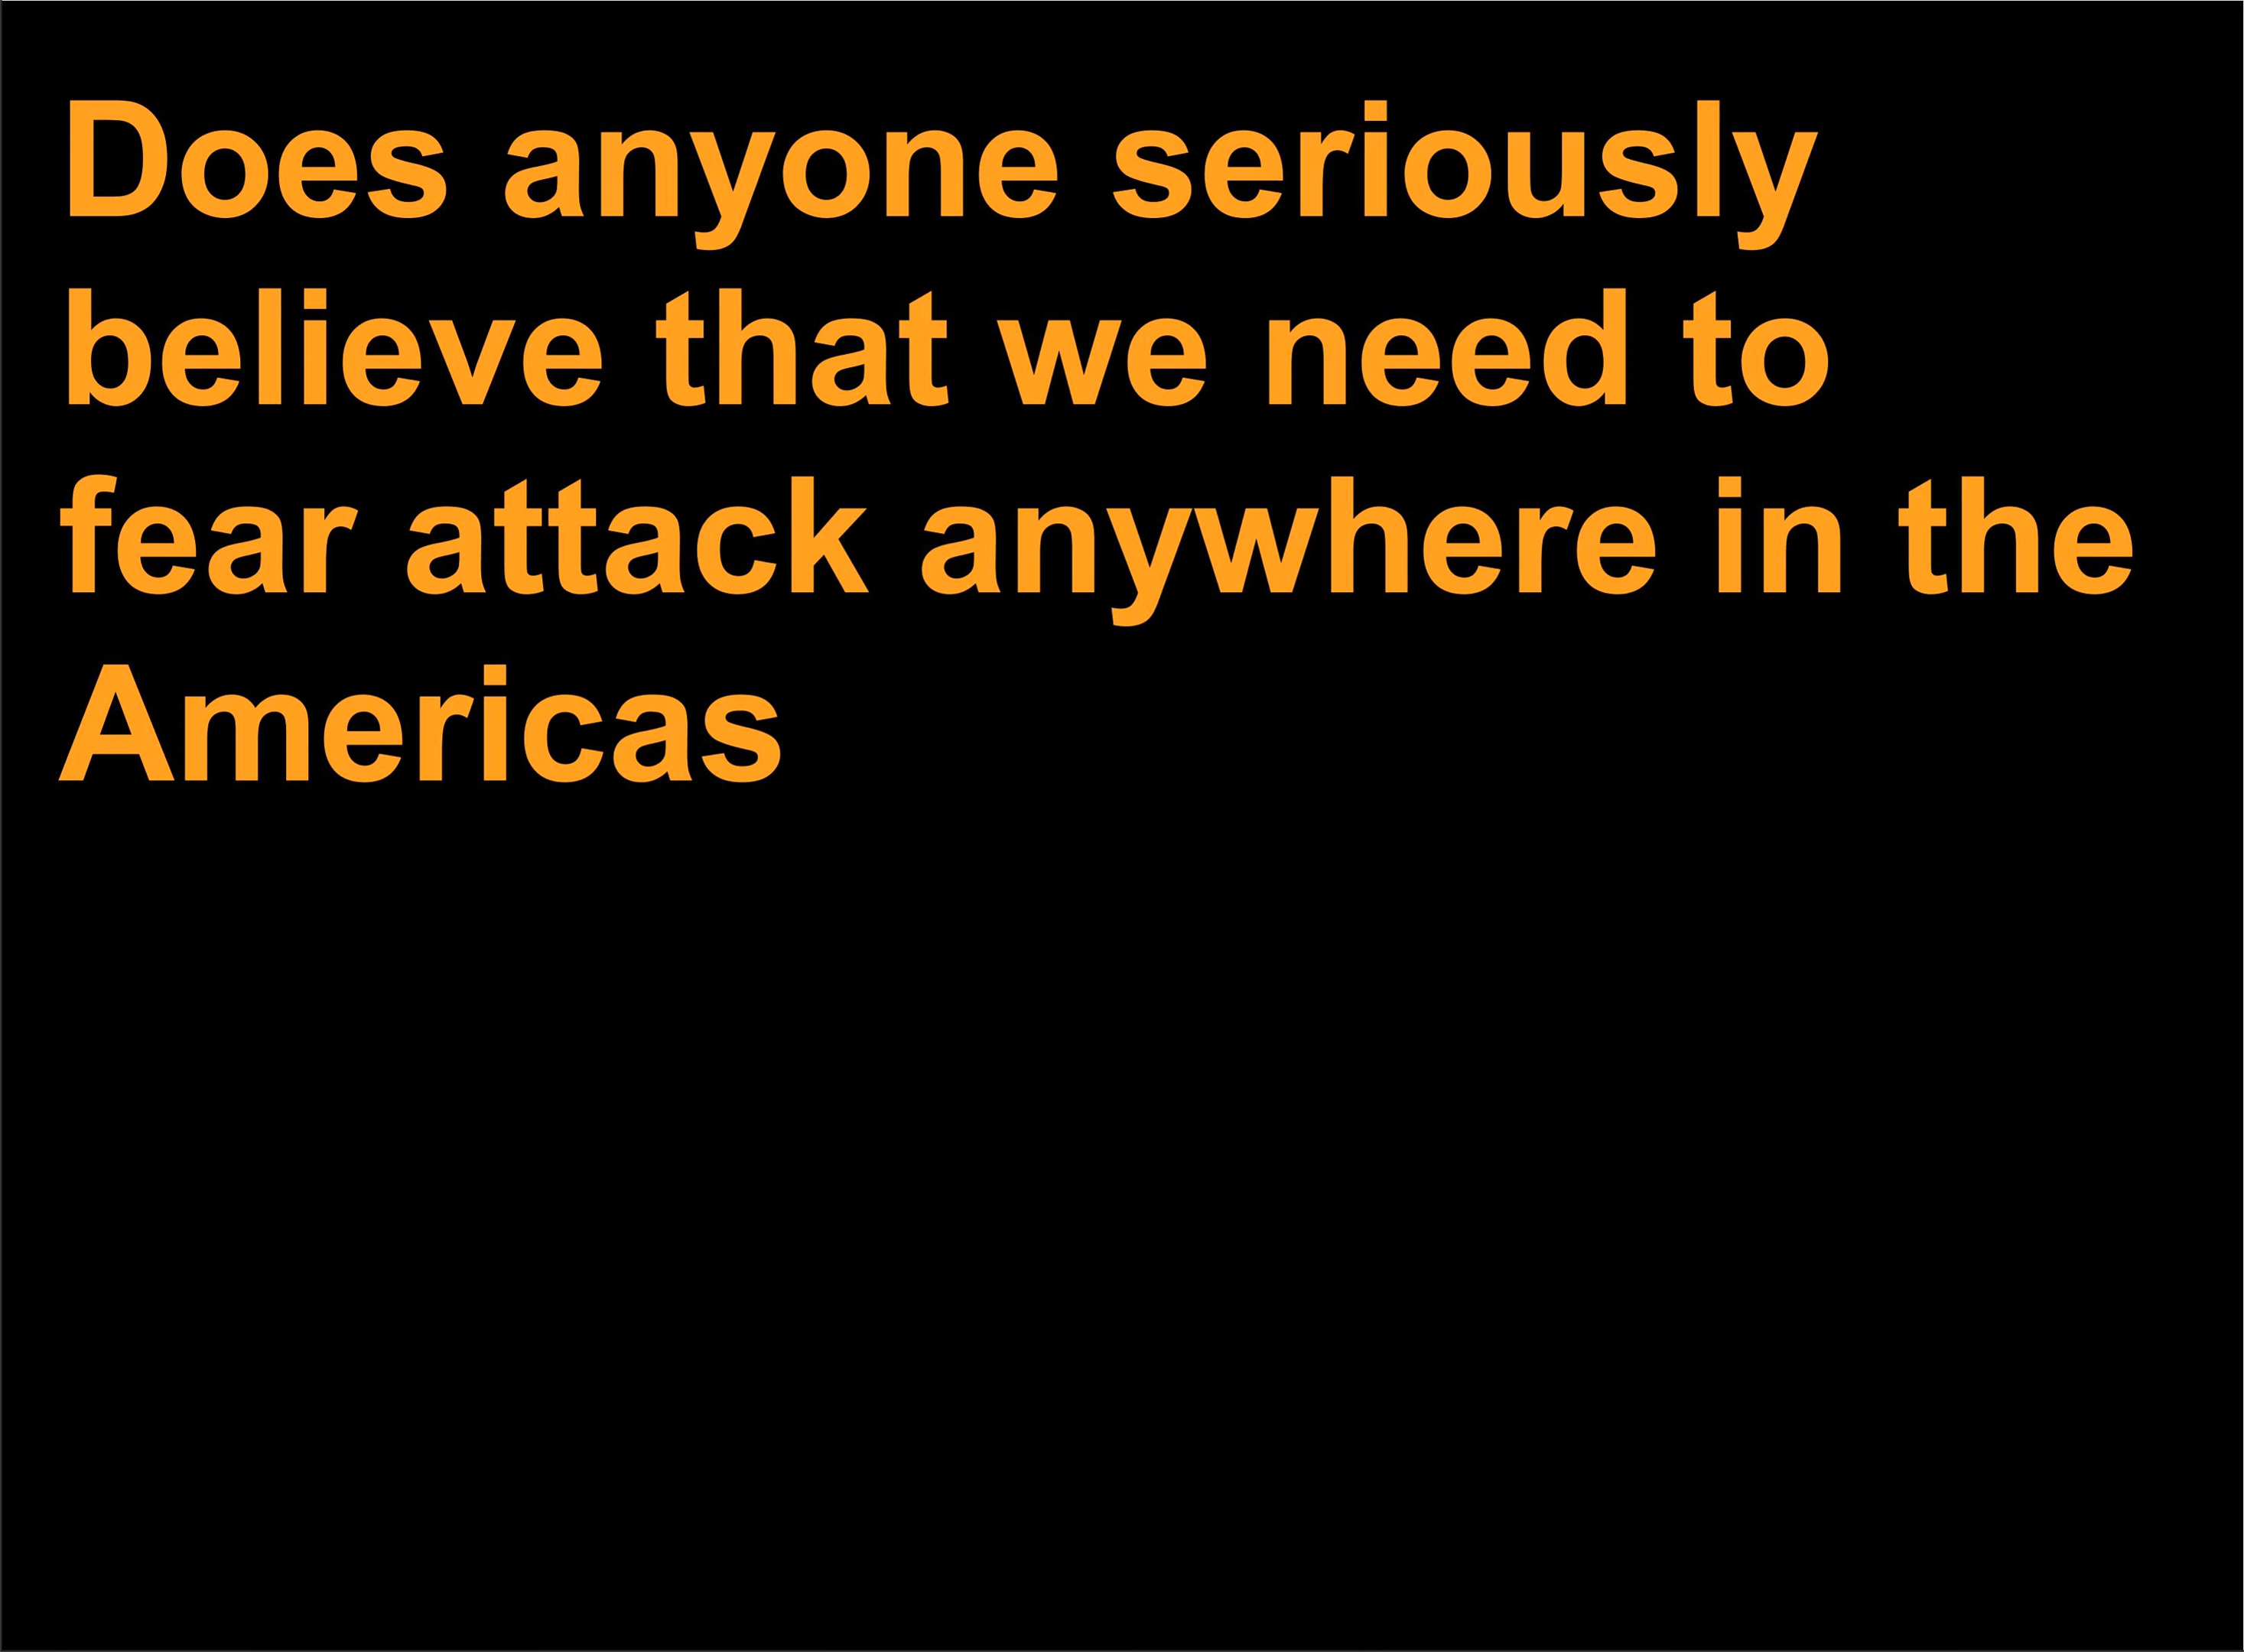 Does anyone seriously
believe that we need to
fear attack anywhere in the
Americas